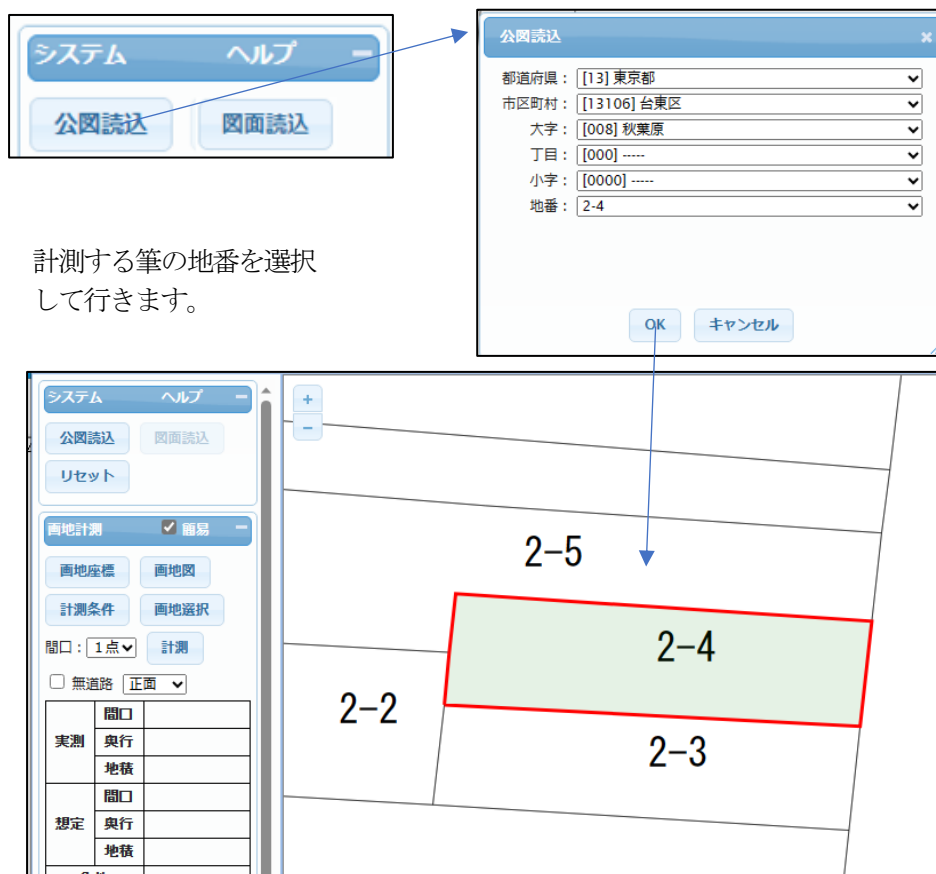 システム ヘルプ －
公図読込 図面読込
公図読込 ×
都道府県： [13] 東京都
市区町村： [13106] 台東区
大字： [008] 秋葉原
丁目： [000] -----
小字： [0000] -----
地番： 2-4
OK キャンセル
計測する筆の地番を選択
して行きます。
システム ヘルプ －
公図読込 図面読込
リセット
画地計測 簡易 －
画地座標 画地図
計測条件 画地選択
間口： 1点 計測
無道路 正面
実測
間口
奥行
地積
想定
間口
奥行
地積
+
−
2-5
2-4
2-2
2-3